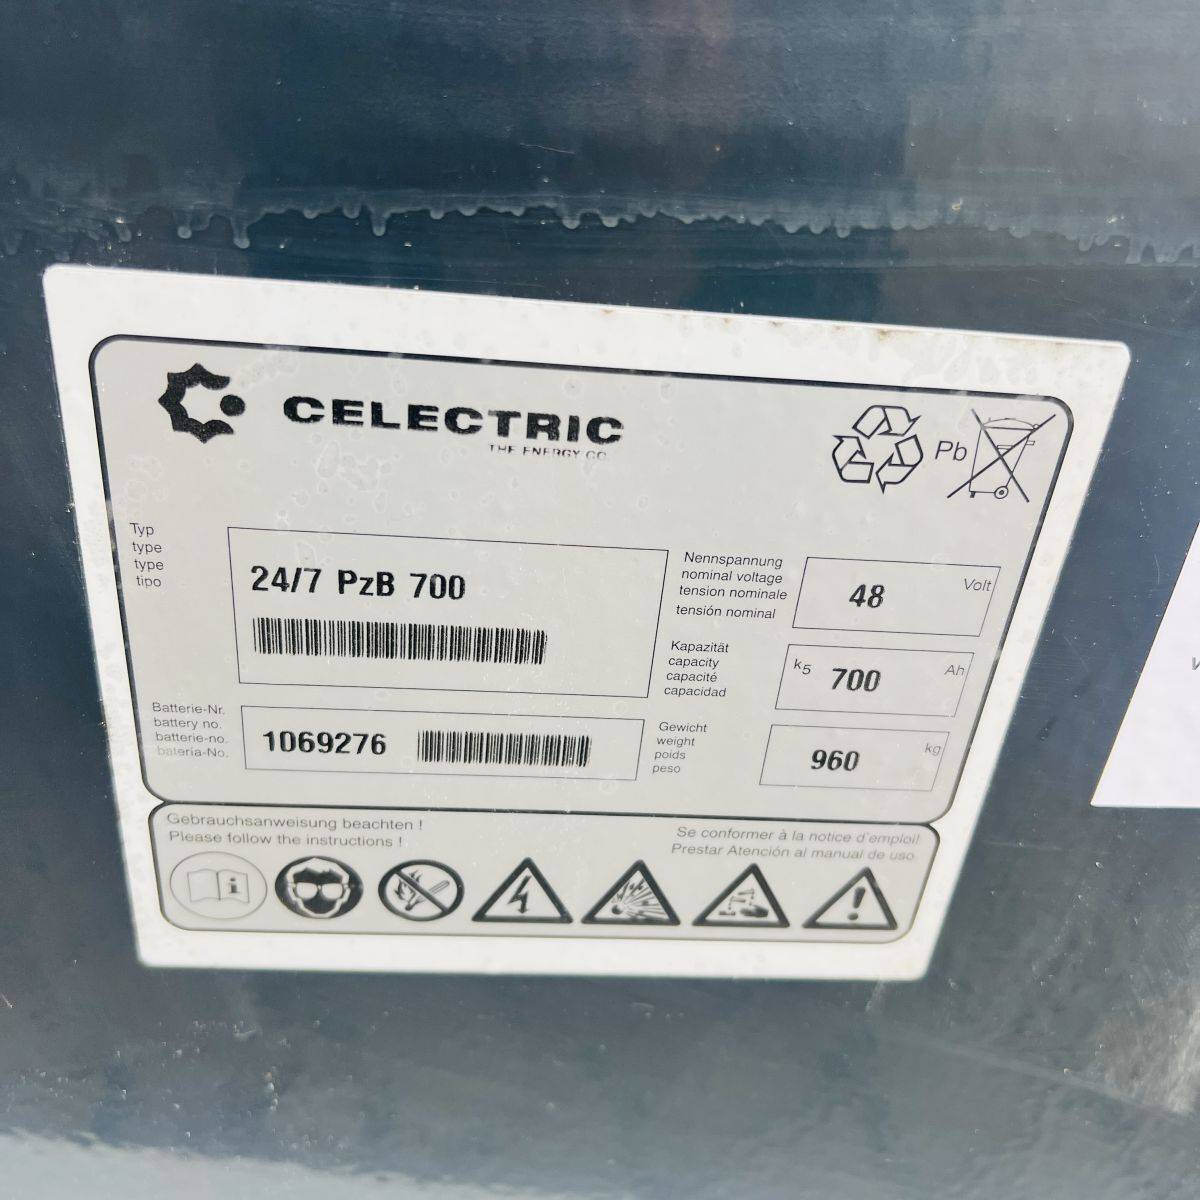 CELECTRIC
THE ENERGY CO.
Pb
Typ
type
type
tipo
24/7 PzB 700
Nennspannung
nominal voltage
tension nominale
tensión nominal
48 Volt
Kapazität
capacity
capacité
capacidad
k5 700 Ah
Batterie-Nr.
battery no.
batterie-no.
bateria-No.
1069276
Gewicht
weight
poids
peso
960 kg
Gebrauchsanweisung beachten !
Please follow the instructions !
Se conformer à la notice d'emploi!
Prestar Atención al manual de uso